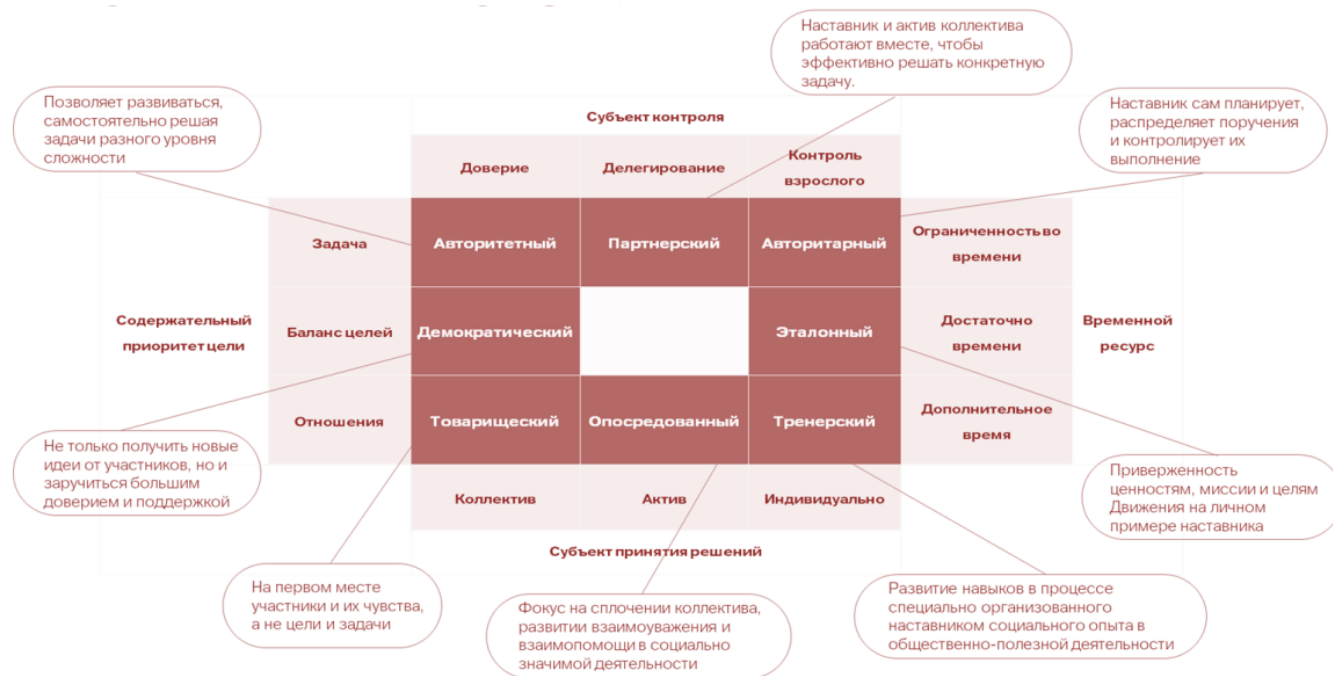 Наставник и актив коллектива
работают вместе, чтобы
эффективно решать конкретную
задачу.
Позволяет развиваться,
самостоятельно решая
задачи разного уровня
сложности
Наставник сам планирует,
распределяет поручения
и контролирует их
выполнение
Субъект контроля
Доверие
Делегирование
Контроль
взрослого
Задача
Авторитетный
Партнерский
Авторитарный
Ограниченность во
времени
Содержательный
приоритет цели
Баланс целей
Демократический
Эталонный
Достаточно
времени
Временной
ресурс
Отношения
Товарищеский
Опосредованный
Тренерский
Дополнительное
время
Не только получить новые
идеи от участников, но и
заручиться большим
доверием и поддержкой
Коллектив
Актив
Индивидуально
Приверженность
ценностям, миссии и целям
Движения на личном
примере наставника
Субъект принятия решений
На первом месте
участники и их чувства,
а не цели и задачи
Фокус на сплочении коллектива,
развитии взаимоуважения и
взаимопомощи в социально
значимой деятельности
Развитие навыков в процессе
специально организованного
наставником социального опыта в
общественно-полезной деятельности